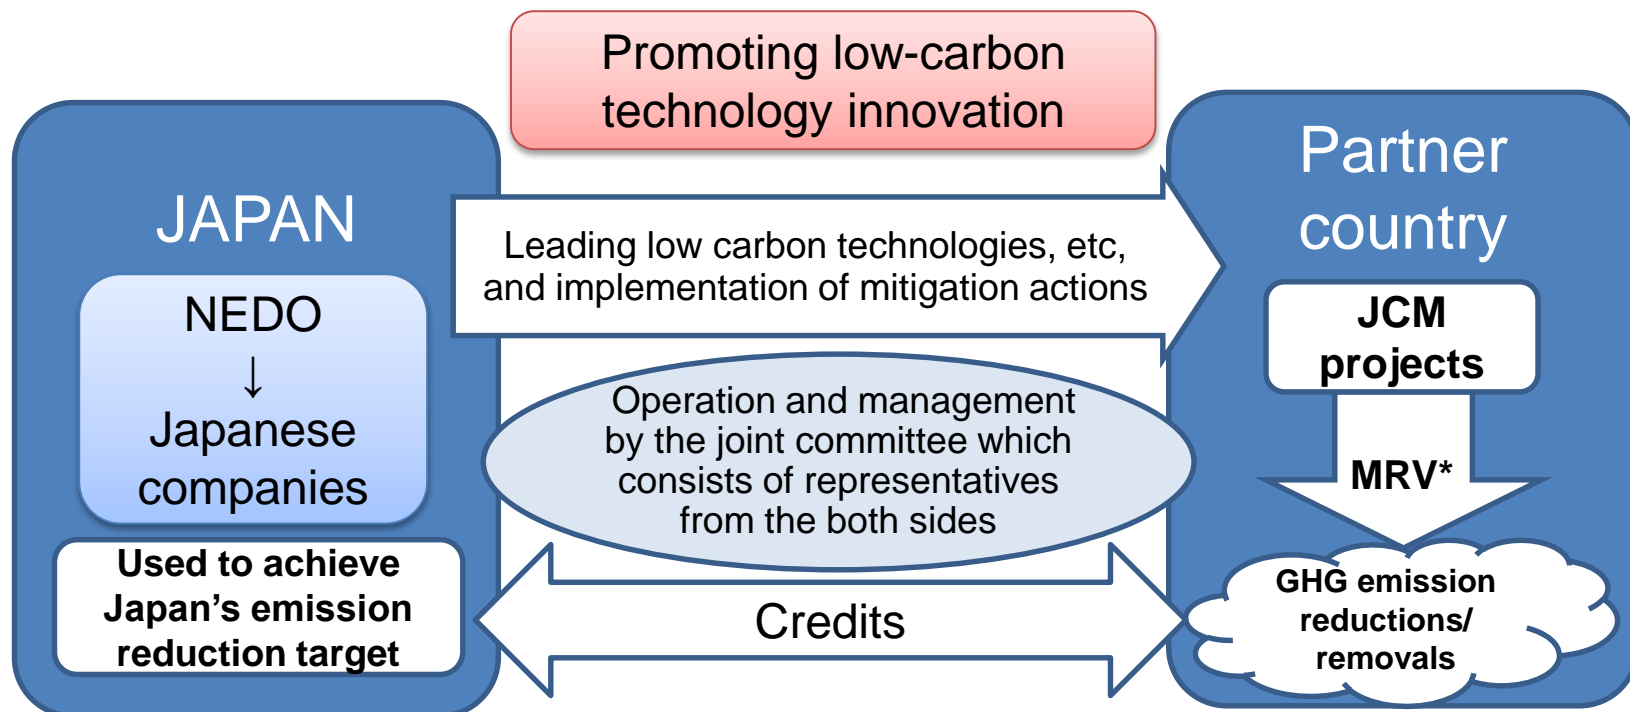 Promoting low-carbon
technology innovation
JAPAN
NEDO
↓
Japanese
companies
Used to achieve
Japan’s emission
reduction target
Leading low carbon technologies, etc,
and implementation of mitigation actions
Operation and management
by the joint committee which
consists of representatives
from the both sides
Credits
Partner
country
JCM
projects
MRV*
GHG emission
reductions/
removals